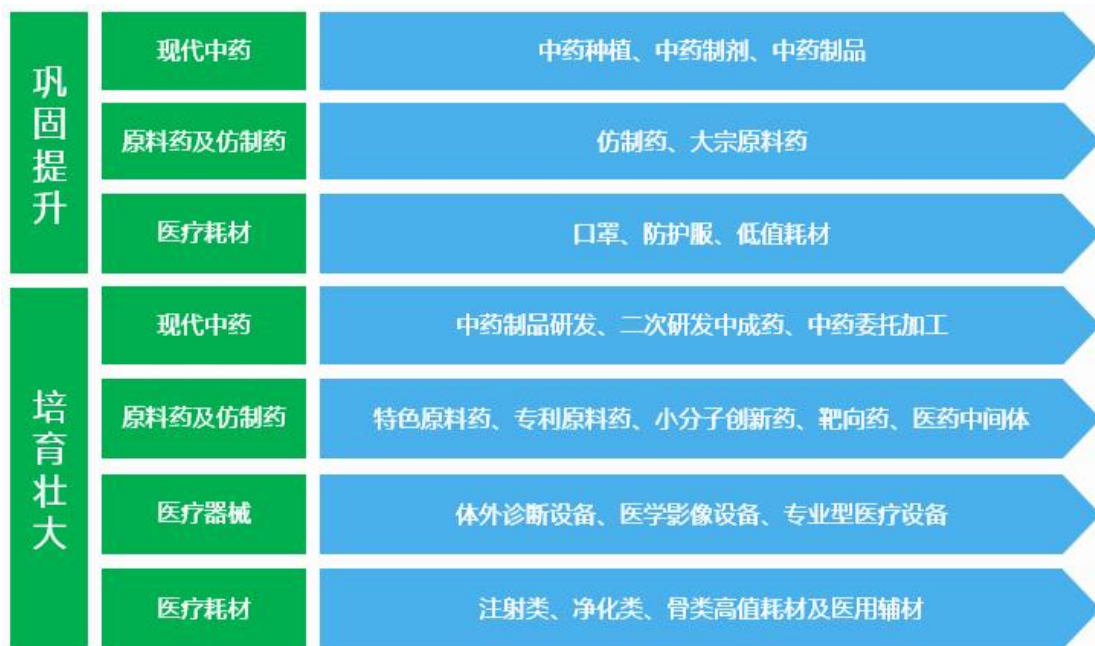 巩固提升
现代中药
中药种植、中药制剂、中药制品
原料药及仿制药
仿制药、大宗原料药
医疗耗材
口罩、防护服、低值耗材
培育壮大
现代中药
中药制品研发、二次研发中成药、中药委托加工
原料药及仿制药
特色原料药、专利原料药、小分子创新药、靶向药、医药中间体
医疗器械
体外诊断设备、医学影像设备、专业型医疗设备
医疗耗材
注射类、净化类、骨类高值耗材及医用辅材